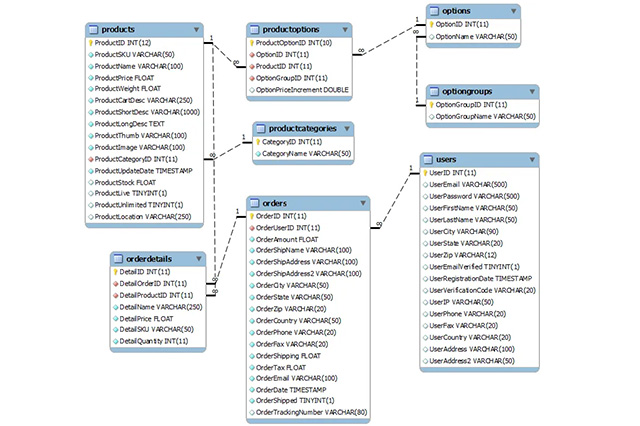 products
ProductID INT(12)
ProductSKU VARCHAR(50)
ProductName VARCHAR(100)
ProductPrice FLOAT
ProductWeight FLOAT
ProductCartDesc VARCHAR(250)
ProductShortDesc VARCHAR(1000)
ProductLongDesc TEXT
ProductThumb VARCHAR(100)
ProductImage VARCHAR(100)
ProductCategoryID INT(11)
ProductUpdateDate TIMESTAMP
ProductStock FLOAT
ProductLive TINYINT(1)
ProductUnlimited TINYINT(1)
ProductLocation VARCHAR(250)
1
∞
productoptions
ProductOptionID INT(10)
OptionID INT(11)
ProductID INT(11)
OptionGroupID INT(11)
OptionPriceIncrement DOUBLE
∞
∞
options
OptionID INT(11)
OptionName VARCHAR(50)
1
∞
optiongroups
OptionGroupID INT(11)
OptionGroupName VARCHAR(50)
1
productcategories
CategoryID INT(11)
CategoryName VARCHAR(50)
1
users
UserID INT(11)
UserEmail VARCHAR(500)
UserPassword VARCHAR(500)
UserFirstName VARCHAR(50)
UserLastName VARCHAR(50)
UserCity VARCHAR(90)
UserState VARCHAR(20)
UserZip VARCHAR(12)
UserEmailVerified TINYINT(1)
UserRegistrationDate TIMESTAMP
UserVerificationCode VARCHAR(20)
UserIP VARCHAR(50)
UserPhone VARCHAR(20)
UserFax VARCHAR(20)
UserCountry VARCHAR(20)
UserAddress VARCHAR(100)
UserAddress2 VARCHAR(50)
1
orders
OrderID INT(11)
OrderUserID INT(11)
OrderAmount FLOAT
OrderShipName VARCHAR(100)
OrderShipAddress VARCHAR(100)
OrderShipAddress2 VARCHAR(100)
OrderCity VARCHAR(50)
OrderState VARCHAR(50)
OrderZip VARCHAR(20)
OrderCountry VARCHAR(50)
OrderPhone VARCHAR(20)
OrderFax VARCHAR(20)
OrderShipping FLOAT
OrderTax FLOAT
OrderEmail VARCHAR(100)
OrderDate TIMESTAMP
OrderShipped TINYINT(1)
OrderTrackingNumber VARCHAR(80)
1
∞
orderdetails
DetailID INT(11)
DetailOrderID INT(11)
DetailProductID INT(11)
DetailName VARCHAR(250)
DetailPrice FLOAT
DetailSKU VARCHAR(50)
DetailQuantity INT(11)
∞
∞